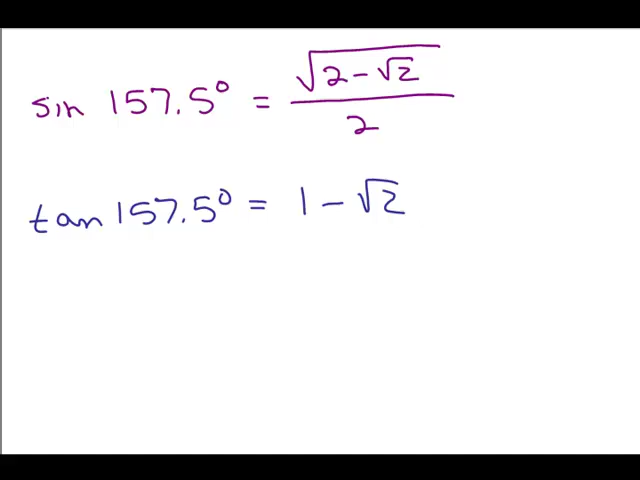 sin 157.5° = √(2 − √2) / 2
tan 157.5° = 1 − √2